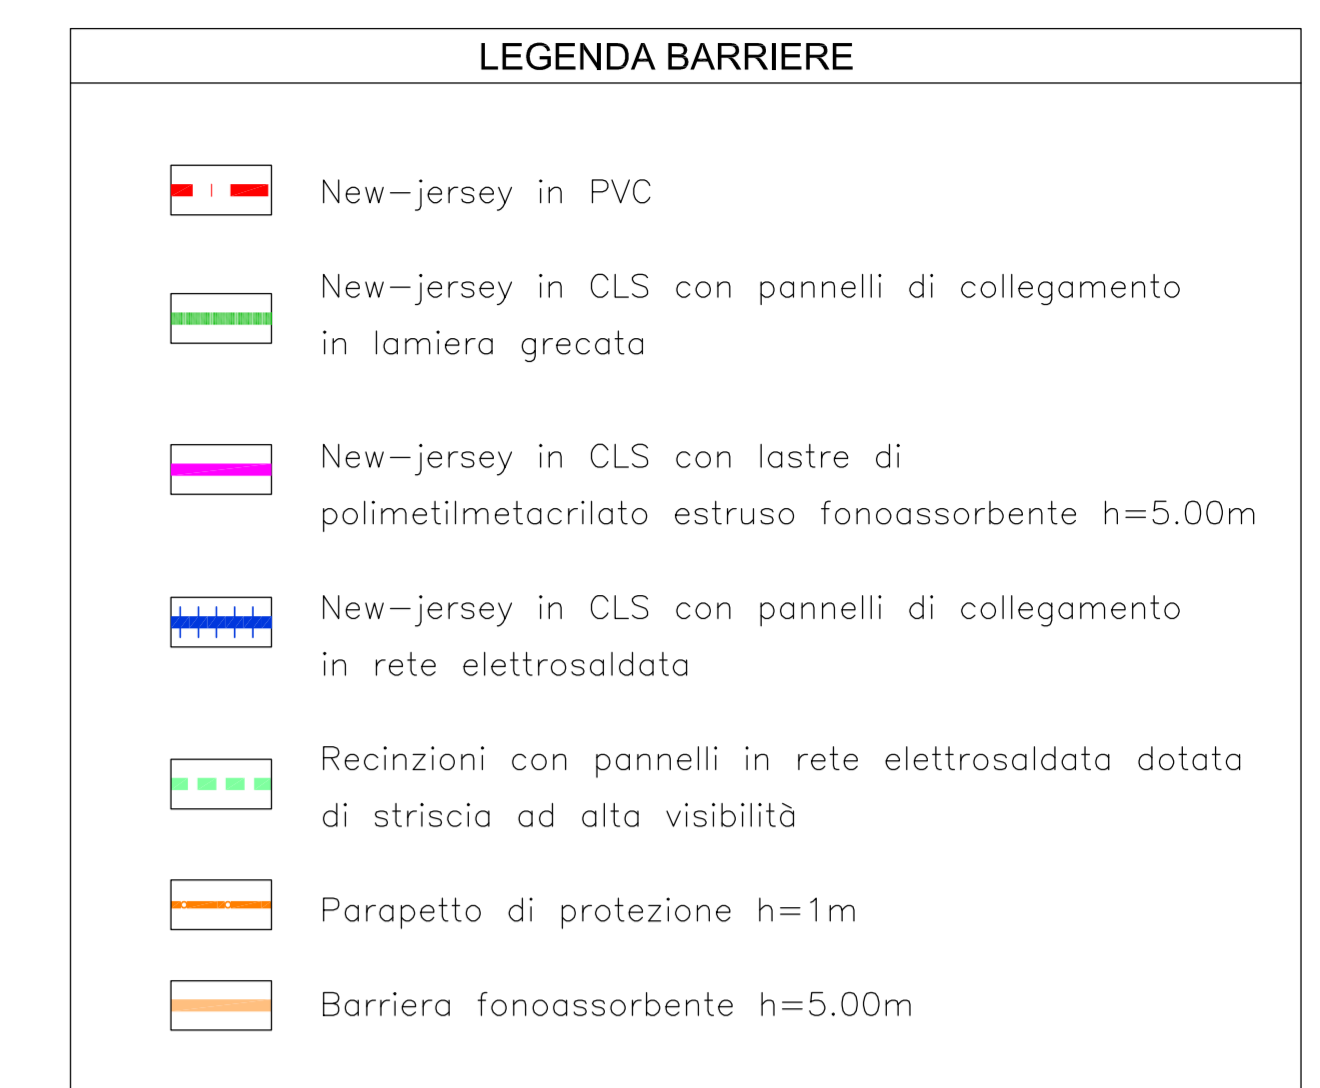 LEGENDA BARRIERE
New-jersey in PVC
New-jersey in CLS con pannelli di collegamento
in lamiera grecata
New-jersey in CLS con lastre di
polimetilmetacrilato estruso fonoassorbente h=5.00m
New-jersey in CLS con pannelli di collegamento
in rete elettrosaldata
Recinzioni con pannelli in rete elettrosaldata dotata
di striscia ad alta visibilità
Parapetto di protezione h=1m
Barriera fonoassorbente h=5.00m